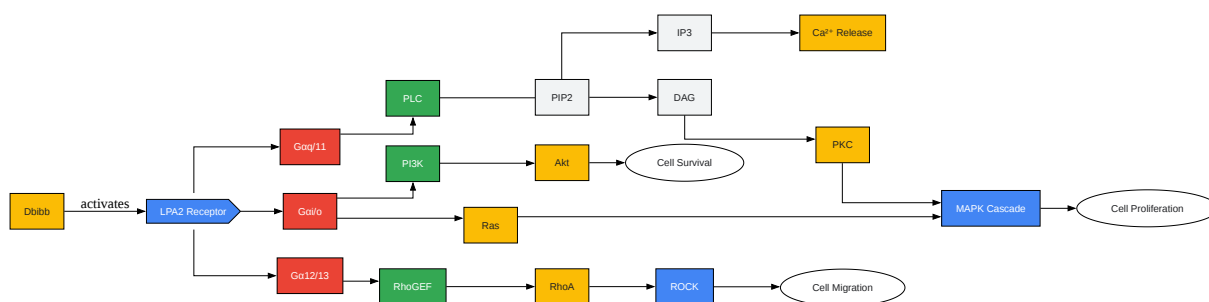 IP3
Ca²⁺ Release
PLC
PIP2
DAG
Gαq/11
PKC
PI3K
Akt
Cell Survival
Dbibb
activates
LPA2 Receptor
Gαi/o
Ras
MAPK Cascade
Cell Proliferation
Gα12/13
RhoGEF
RhoA
ROCK
Cell Migration